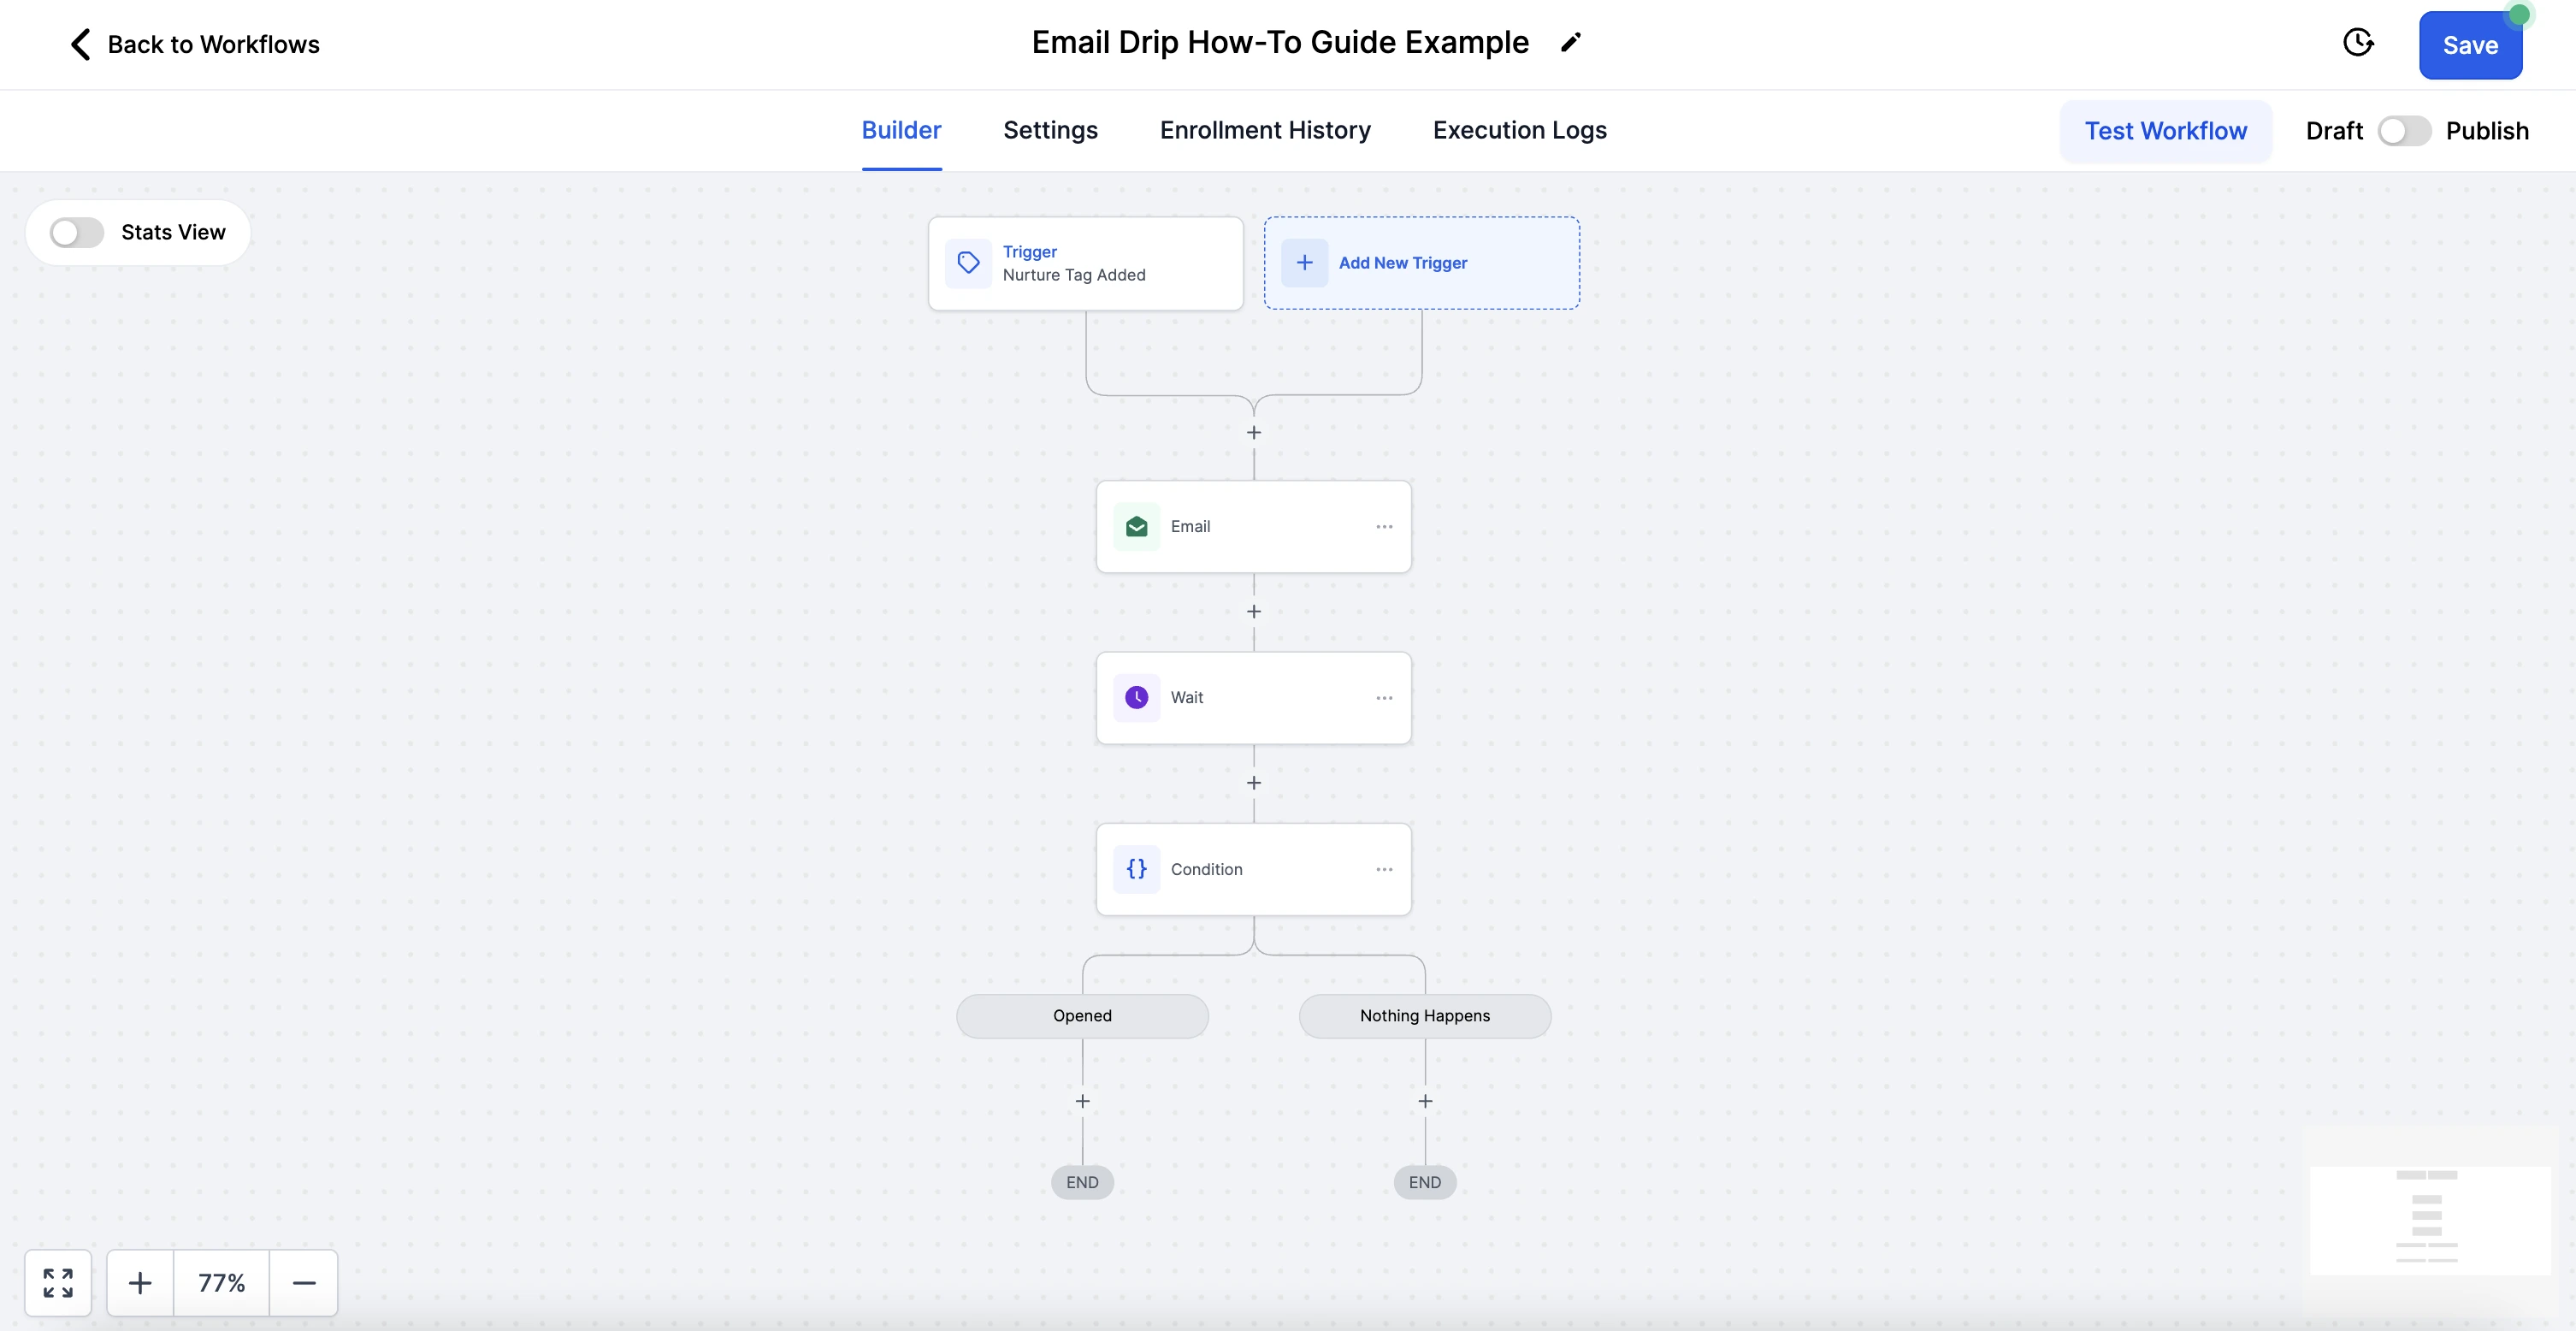 Back to Workflows
Email Drip How-To Guide Example
Save
Builder
Settings
Enrollment History
Execution Logs
Test Workflow
Draft
Publish
Stats View
Trigger
Nurture Tag Added
Add New Trigger
Email
Wait
Condition
Opened
Nothing Happens
END
END
77%